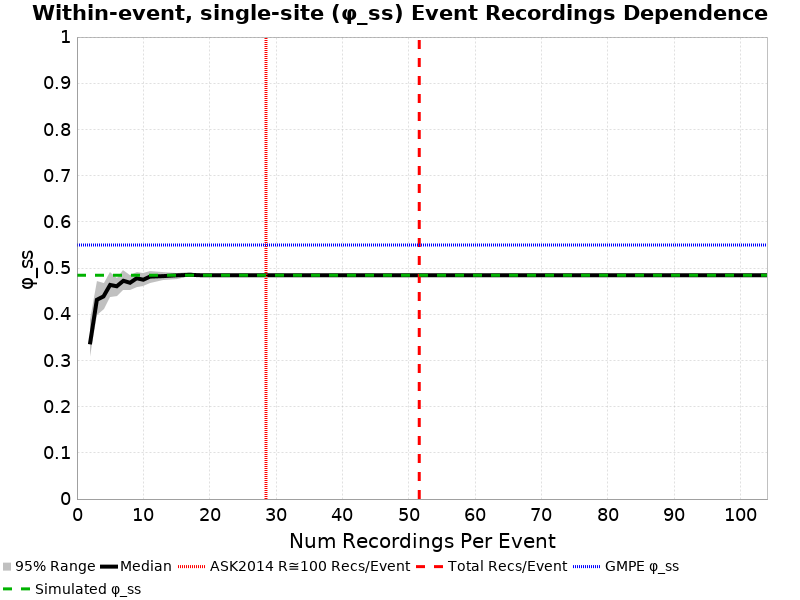 Within-event, single-site (φ_ss) Event Recordings Dependence
1
0.9
0.8
0.7
0.6
0.5
0.4
0.3
0.2
0.1
0
φ_ss
0 10 20 30 40 50 60 70 80 90 100
Num Recordings Per Event
95% Range Median ASK2014 R≅100 Recs/Event Total Recs/Event GMPE φ_ss
Simulated φ_ss